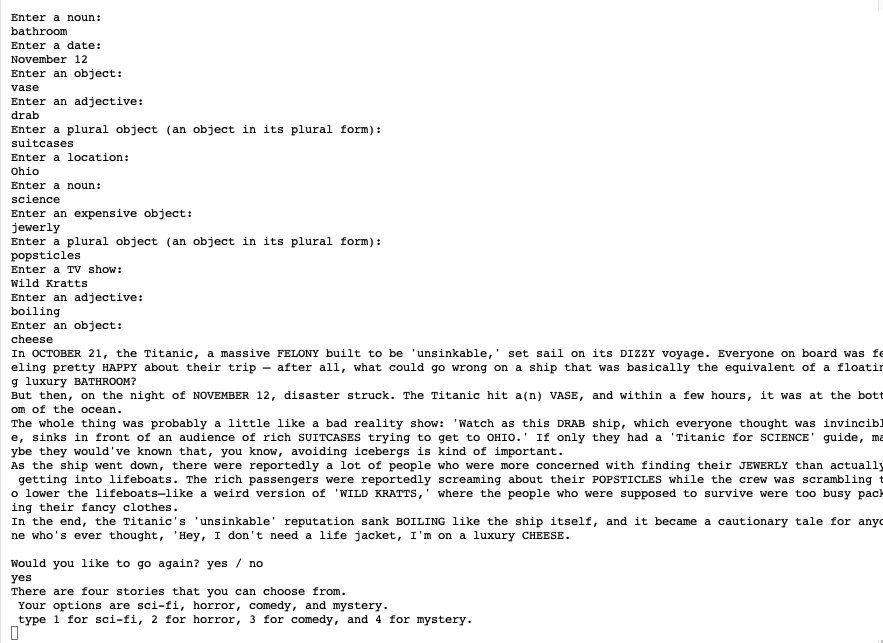 Enter a noun:
bathroom
Enter a date:
November 12
Enter an object:
vase
Enter an adjective:
drab
Enter a plural object (an object in its plural form):
suitcases
Enter a location:
Ohio
Enter a noun:
science
Enter an expensive object:
jewerly
Enter a plural object (an object in its plural form):
popsticles
Enter a TV show:
Wild Kratts
Enter an adjective:
boiling
Enter an object:
cheese
In OCTOBER 21, the Titanic, a massive FELONY built to be 'unsinkable,' set sail on its DIZZY voyage. Everyone on board was fe
eling pretty HAPPY about their trip — after all, what could go wrong on a ship that was basically the equivalent of a floatin
g luxury BATHROOM?
But then, on the night of NOVEMBER 12, disaster struck. The Titanic hit a(n) VASE, and within a few hours, it was at the bott
om of the ocean.
The whole thing was probably a little like a bad reality show: 'Watch as this DRAB ship, which everyone thought was invincibl
e, sinks in front of an audience of rich SUITCASES trying to get to OHIO.' If only they had a 'Titanic for SCIENCE' guide, ma
ybe they would've known that, you know, avoiding icebergs is kind of important.
As the ship went down, there were reportedly a lot of people who were more concerned with finding their JEWERLY than actually
getting into lifeboats. The rich passengers were reportedly screaming about their POPSTICLES while the crew was scrambling t
o lower the lifeboats—like a weird version of 'WILD KRATTS,' where the people who were supposed to survive were too busy pack
ing their fancy clothes.
In the end, the Titanic's 'unsinkable' reputation sank BOILING like the ship itself, and it became a cautionary tale for anyo
ne who's ever thought, 'Hey, I don't need a life jacket, I'm on a luxury CHEESE.
Would you like to go again? yes / no
yes
There are four stories that you can choose from.
Your options are sci-fi, horror, comedy, and mystery.
type 1 for sci-fi, 2 for horror, 3 for comedy, and 4 for mystery.